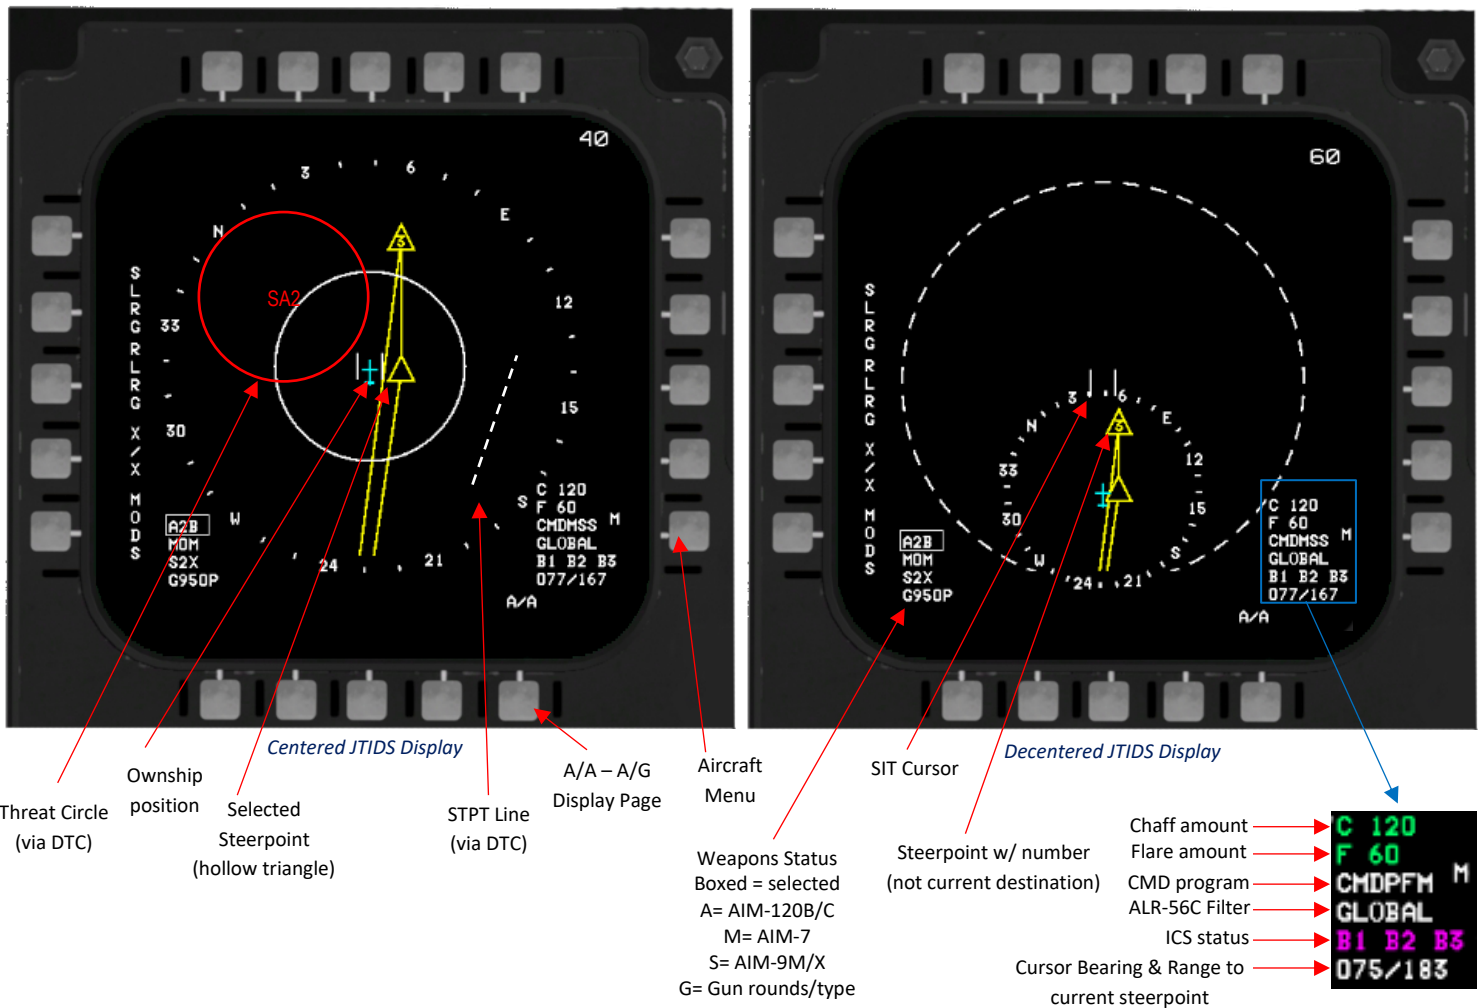 40
3
6
N
E
SA2
3
12
33
15
30
W
S
24
21
S
L
R
G
R
L
R
G
X
/
X
M
O
D
S
A2B
MOM
S2X
G950P
C 120
F 60
CMDMSS M
GLOBAL
B1 B2 B3
077/167
A/A
Centered JTIDS Display
Threat Circle
(via DTC)
Ownship
position
Selected
Steerpoint
(hollow triangle)
STPT Line
(via DTC)
A/A – A/G
Display Page
Aircraft
Menu
60
3
6
N
E
3
33
12
30
15
W
S
24
21
S
L
R
G
R
L
R
G
X
/
X
M
O
D
S
A2B
MOM
S2X
G950P
C 120
F 60
CMDMSS M
GLOBAL
B1 B2 B3
077/167
A/A
Decentered JTIDS Display
SIT Cursor
Weapons Status
Boxed = selected
A= AIM-120B/C
M= AIM-7
S= AIM-9M/X
G= Gun rounds/type
Steerpoint w/ number
(not current destination)
Chaff amount
Flare amount
CMD program
ALR-56C Filter
ICS status
Cursor Bearing & Range to
current steerpoint
C 120
F 60
CMDPFM M
GLOBAL
B1 B2 B3
075/183